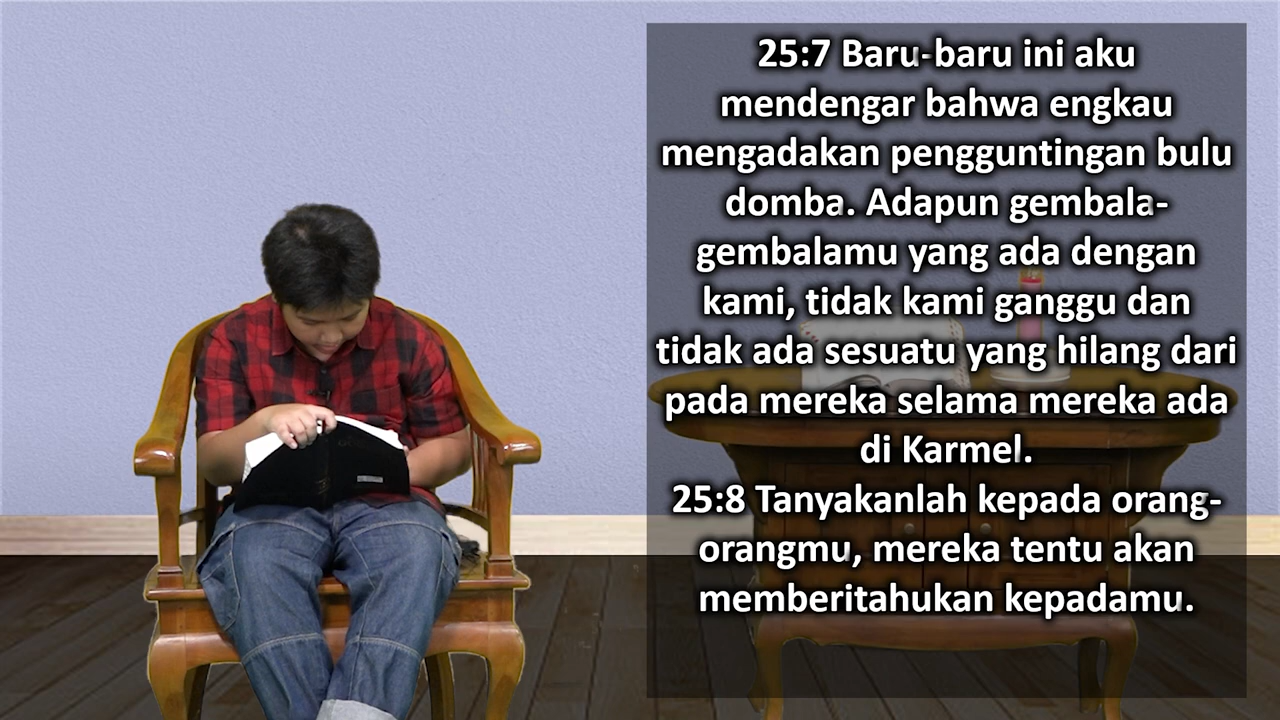 25:7 Baru-baru ini aku
mendengar bahwa engkau
mengadakan pengguntingan bulu
domba. Adapun gembala-
gembalamu yang ada dengan
kami, tidak kami ganggu dan
tidak ada sesuatu yang hilang dari
pada mereka selama mereka ada
di Karmel.
25:8 Tanyakanlah kepada orang-
orangmu, mereka tentu akan
memberitahukan kepadamu.